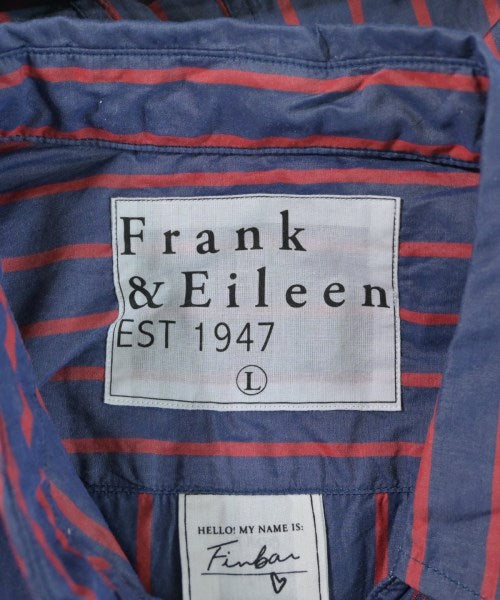 Frank
& Eileen
EST 1947
L
HELLO! MY NAME IS:
Finbar